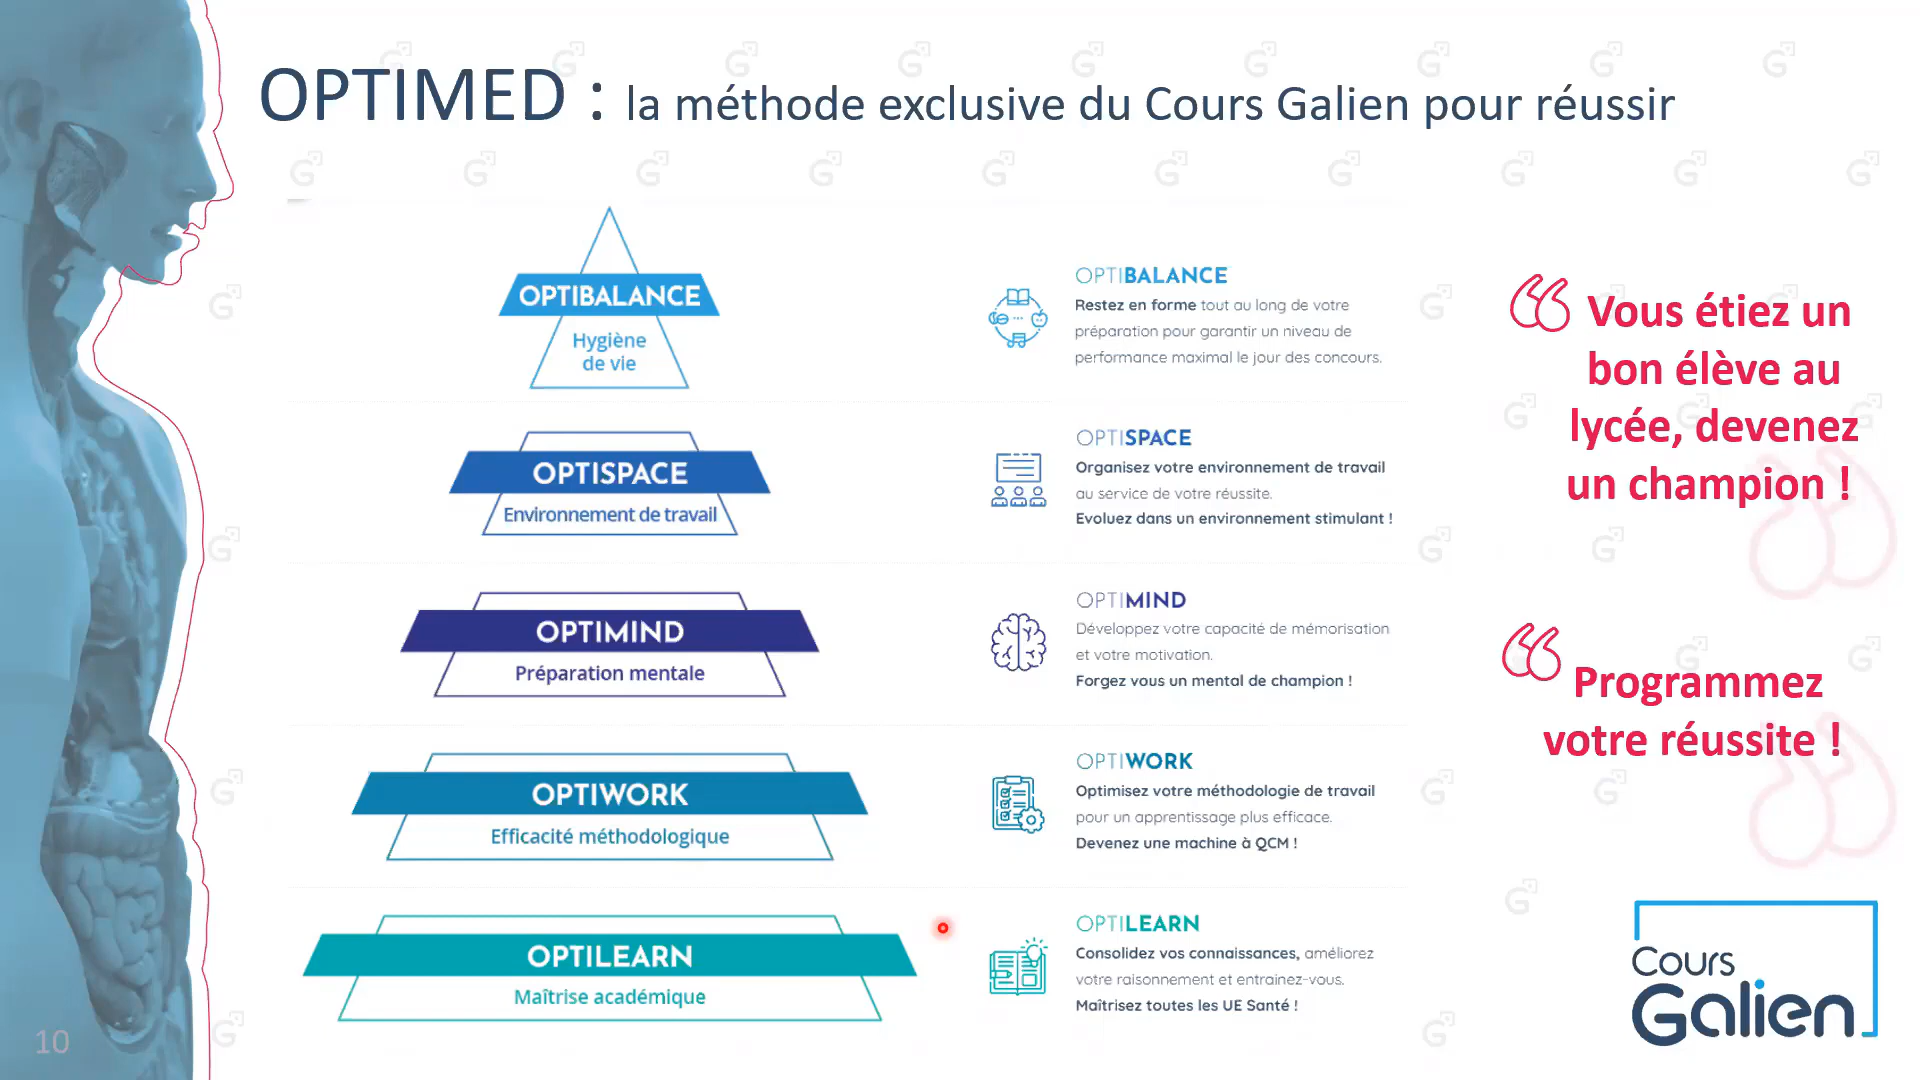 OPTIMED : la méthode exclusive du Cours Galien pour réussir
OPTIBALANCE
Hygiène
de vie
OPTIBALANCE
Restez en forme tout au long de votre
préparation pour garantir un niveau de
performance maximal le jour des concours.
OPTISPACE
Environnement de travail
OPTISPACE
Organisez votre environnement de travail
au service de votre réussite.
Evoluez dans un environnement stimulant !
OPTIMIND
Préparation mentale
OPTIMIND
Développez votre capacité de mémorisation
et votre motivation.
Forgez vous un mental de champion !
OPTIWORK
Efficacité méthodologique
OPTIWORK
Optimisez votre méthodologie de travail
pour un apprentissage plus efficace.
Devenez une machine à QCM !
OPTILEARN
Maîtrise académique
OPTILEARN
Consolidez vos connaissances, améliorez
votre raisonnement et entrainez-vous.
Maîtrisez toutes les UE Santé !
Vous étiez un
bon élève au
lycée, devenez
un champion !
Programmez
votre réussite !
Cours
Galien
10